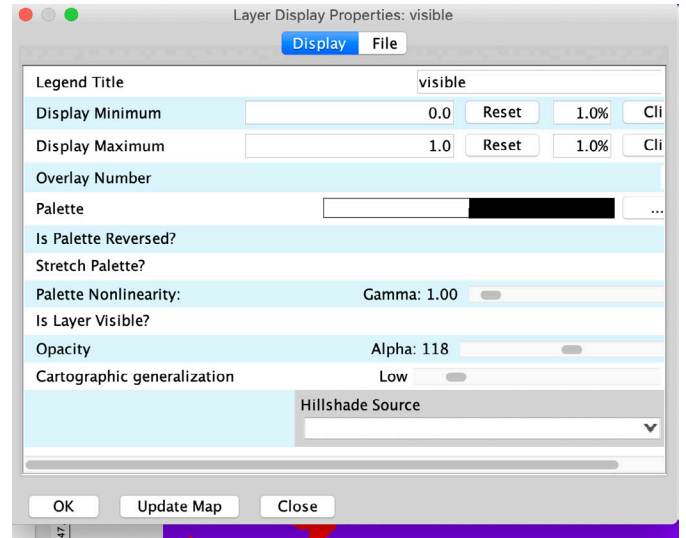 Layer Display Properties: visible
Display File
Legend Title visible
Display Minimum 0.0 Reset 1.0% Cli
Display Maximum 1.0 Reset 1.0% Cli
Overlay Number
Palette ...
Is Palette Reversed?
Stretch Palette?
Palette Nonlinearity: Gamma: 1.00
Is Layer Visible?
Opacity Alpha: 118
Cartographic generalization Low
Hillshade Source
OK Update Map Close
47.